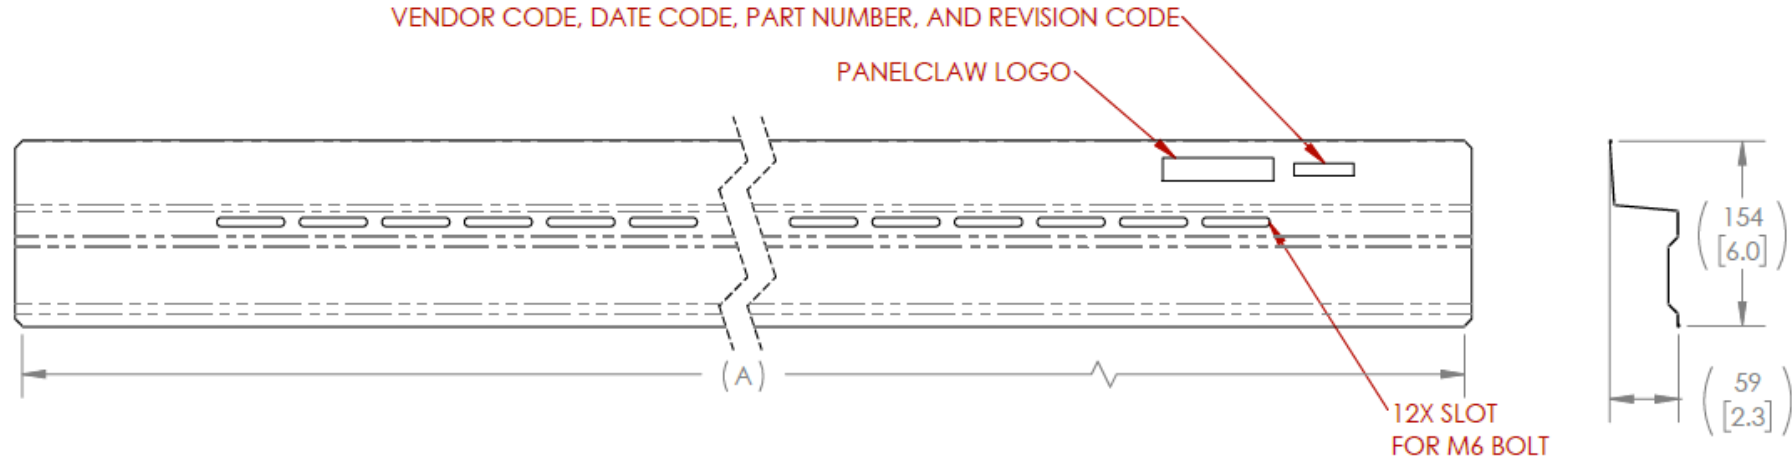 VENDOR CODE, DATE CODE, PART NUMBER, AND REVISION CODE
PANELCLAW LOGO
(154
[6.0])
(A)
(59
[2.3])
12X SLOT
FOR M6 BOLT